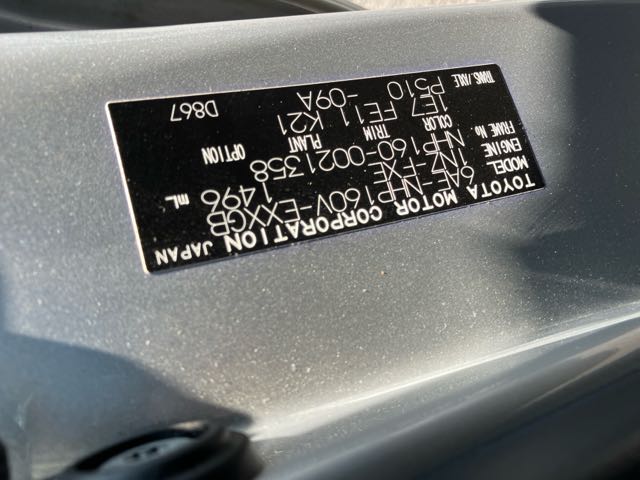 TOYOTA MOTOR CORPORATION JAPAN
MODEL 6AE-NHP160V-EXXGB
ENGINE 1NZ-FXE 1496 mL
FRAME No. NHP160-0021358
COLOR TRIM PLANT OPTION
1E7 FE11 K21
TRANS./AXLE P510 -09A D867